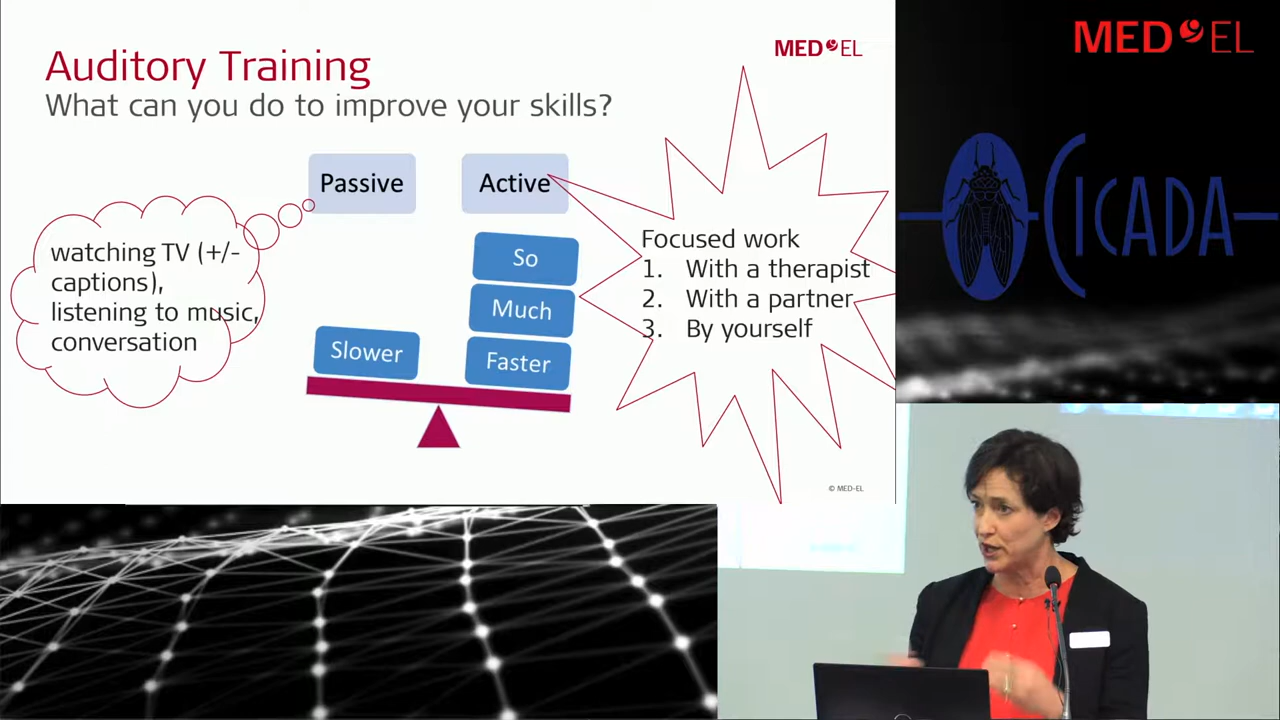 Auditory Training
What can you do to improve your skills?
MED EL
Passive
Active
watching TV (+/-
captions),
listening to music,
conversation
So
Much
Faster
Slower
Focused work
1. With a therapist
2. With a partner
3. By yourself
© MED-EL
MED EL
CICADA